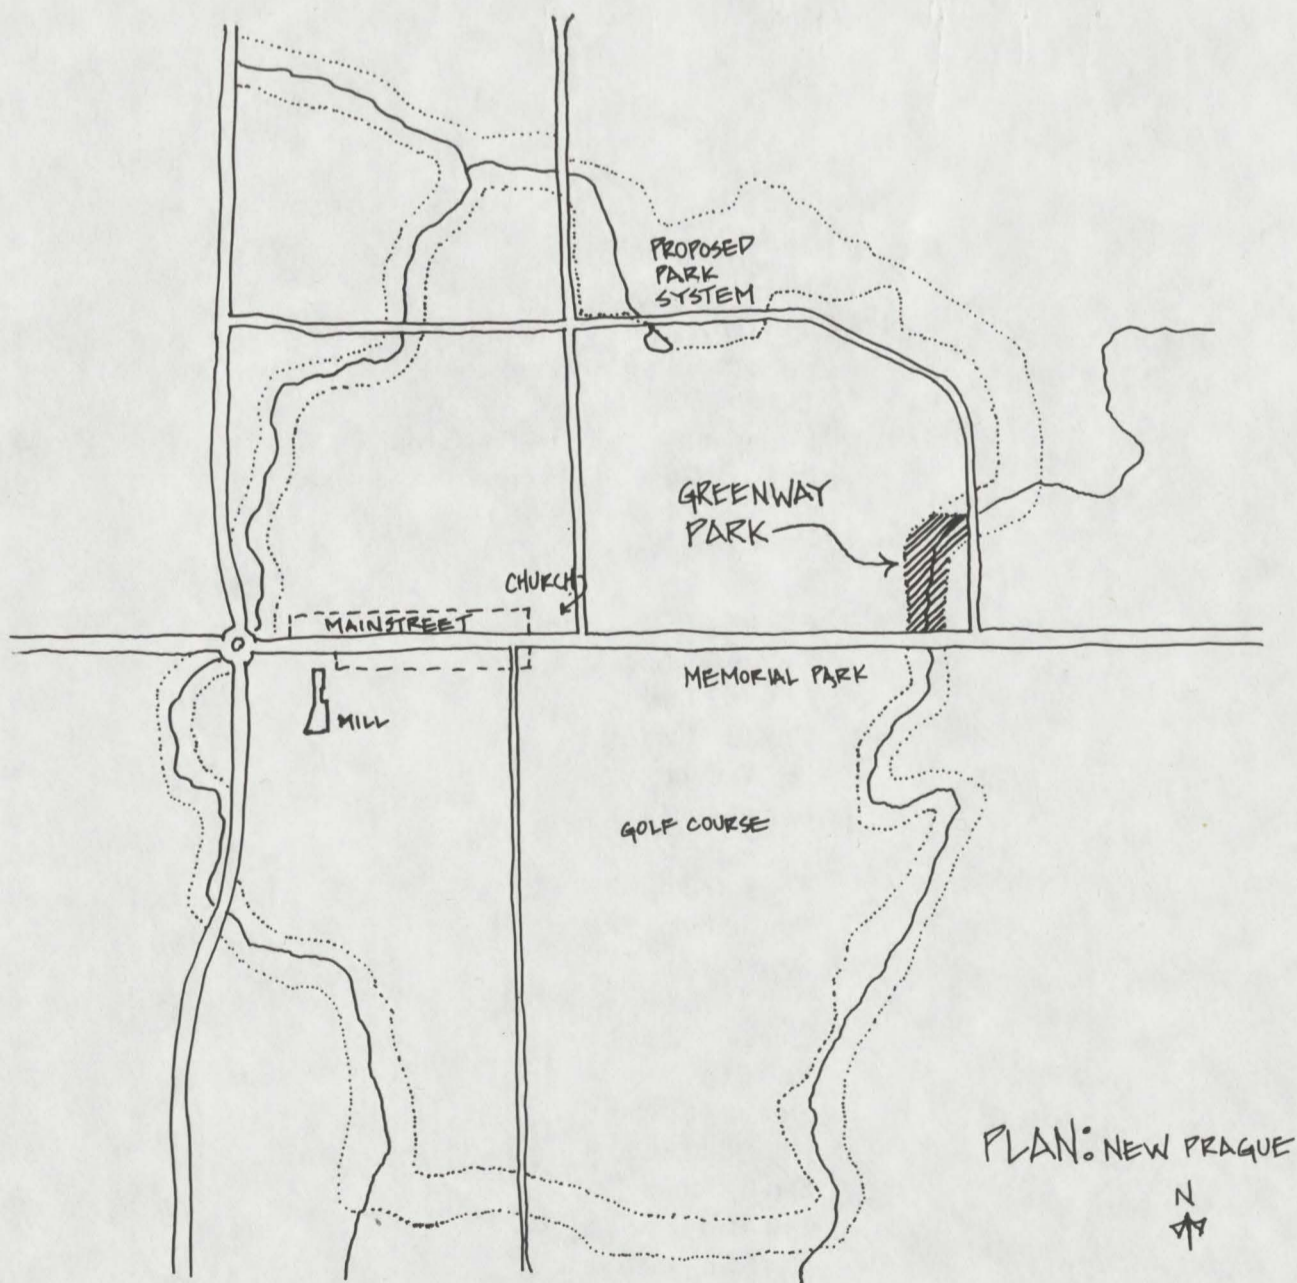 PROPOSED
PARK
SYSTEM
GREENWAY
PARK
CHURCH
MAINSTREET
MEMORIAL PARK
MILL
GOLF COURSE
PLAN: NEW PRAGUE
N